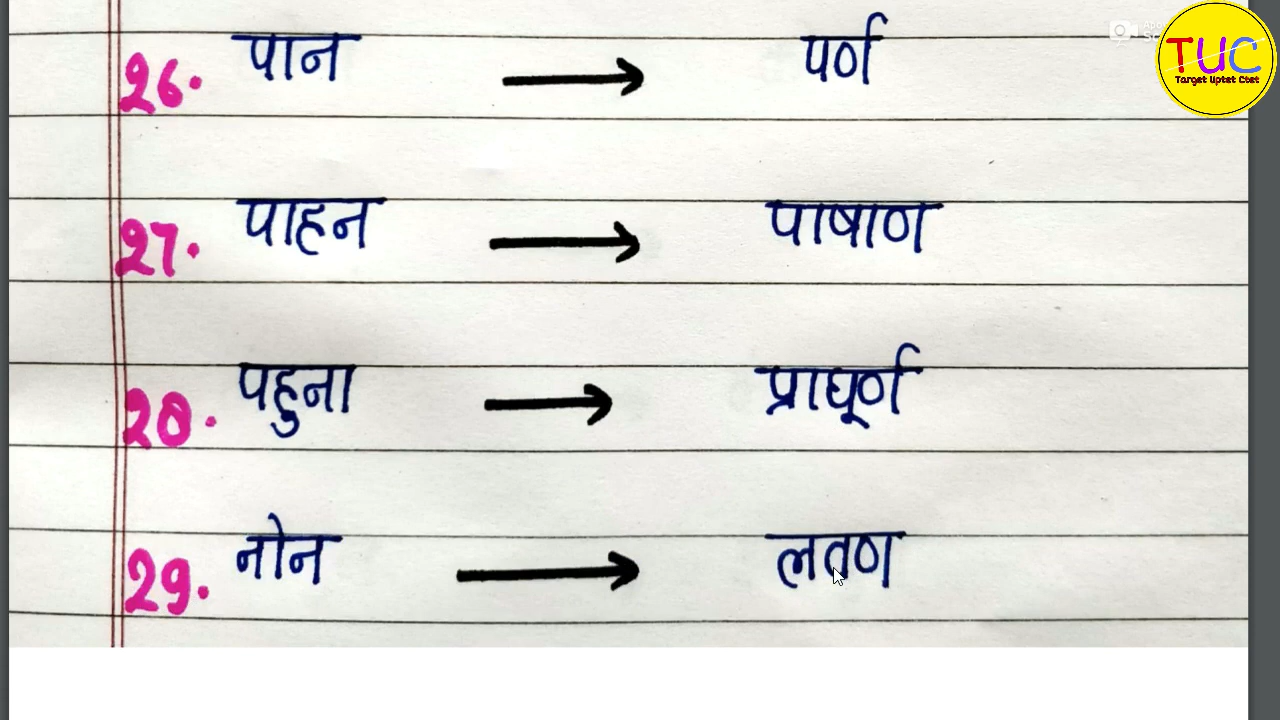 26. पान → पर्ण
27. पाहन → पाषाण
28. पहुना → प्राघूर्ण
29. नोन → लवण
TUC
Target Uptet Ctet